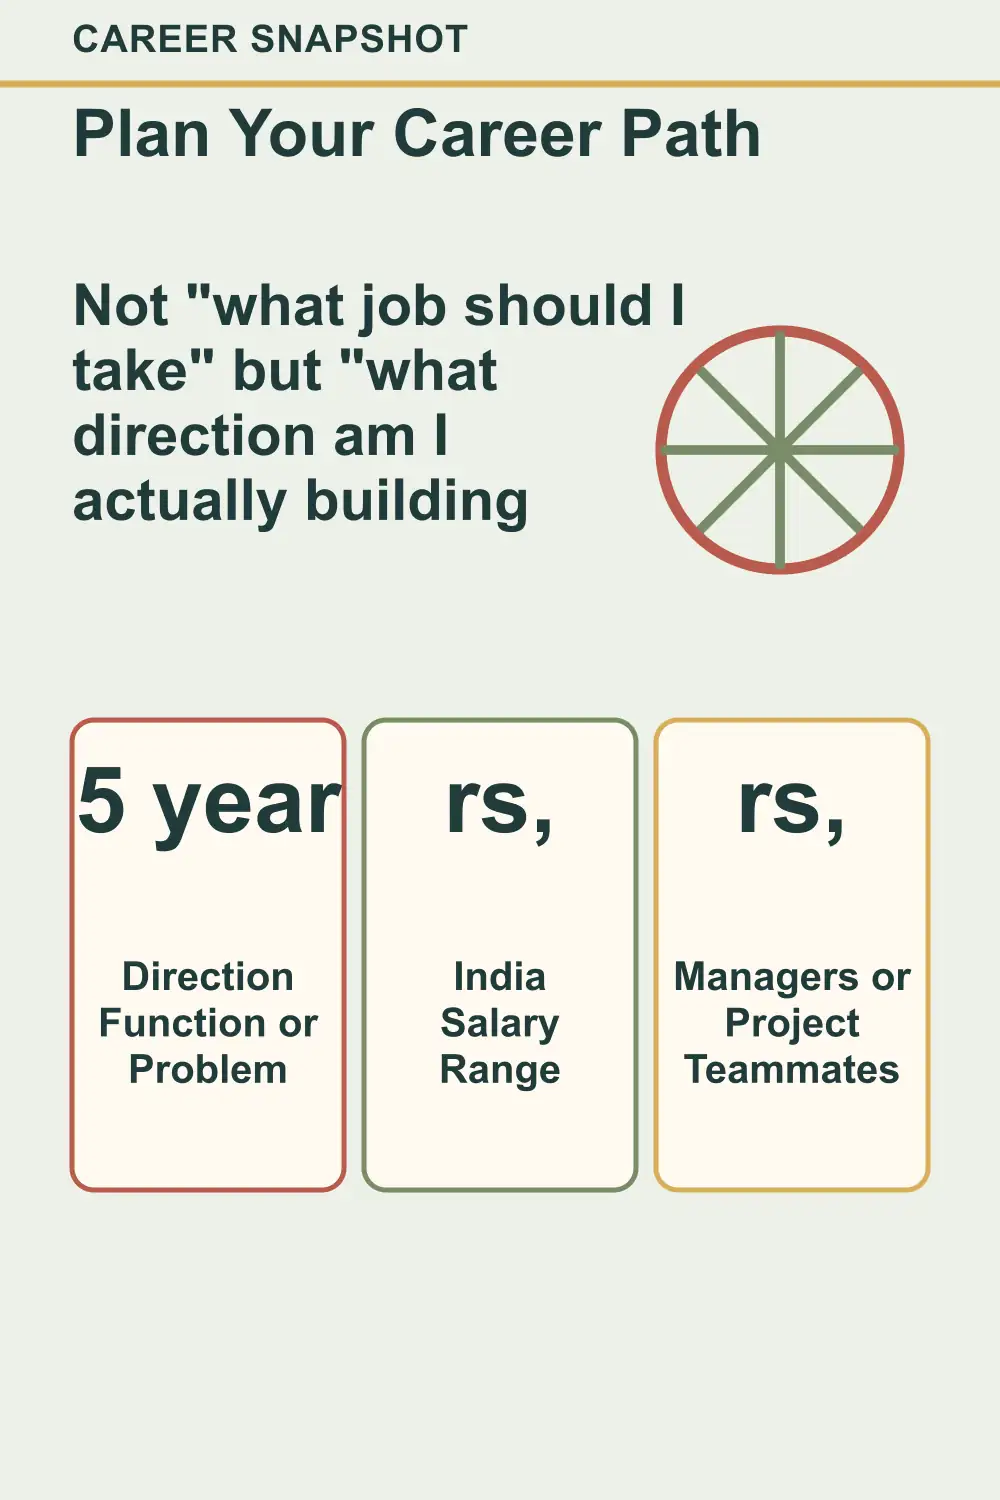 CAREER SNAPSHOT
Plan Your Career Path
Not "what job should I
take" but "what
direction am I
actually building
5 year
Direction
Function or
Problem
rs,
India
Salary
Range
rs,
Managers or
Project
Teammates